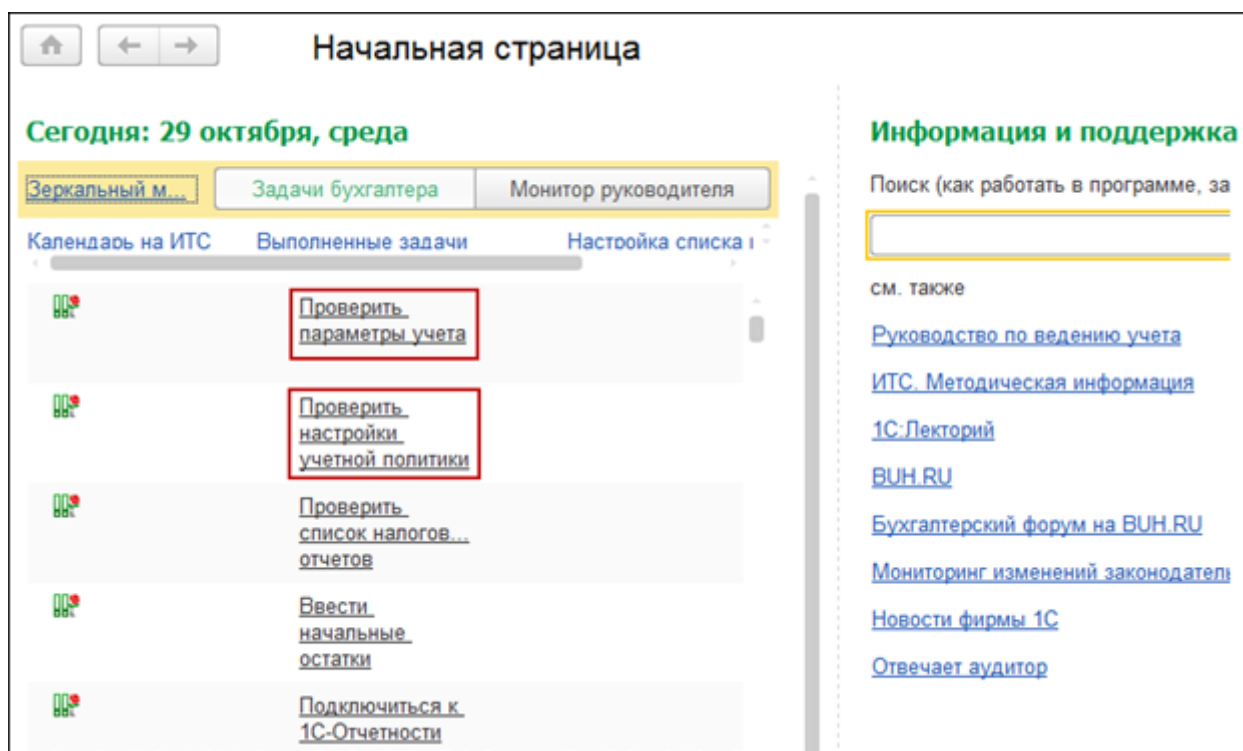 Начальная страница
Сегодня: 29 октября, среда
Зеркальный м...
Задачи бухгалтера
Монитор руководителя
Календарь на ИТС
Выполненные задачи
Настройка списка
Проверить
параметры учета
Проверить
настройки
учетной политики
Проверить
список налогов...
отчетов
Ввести
начальные
остатки
Подключиться к
1С-Отчетности
Информация и поддержка
Поиск (как работать в программе, за
см. также
Руководство по ведению учета
ИТС. Методическая информация
1С:Лекторий
BUH.RU
Бухгалтерский форум на BUH.RU
Мониторинг изменений законодатель
Новости фирмы 1С
Отвечает аудитор